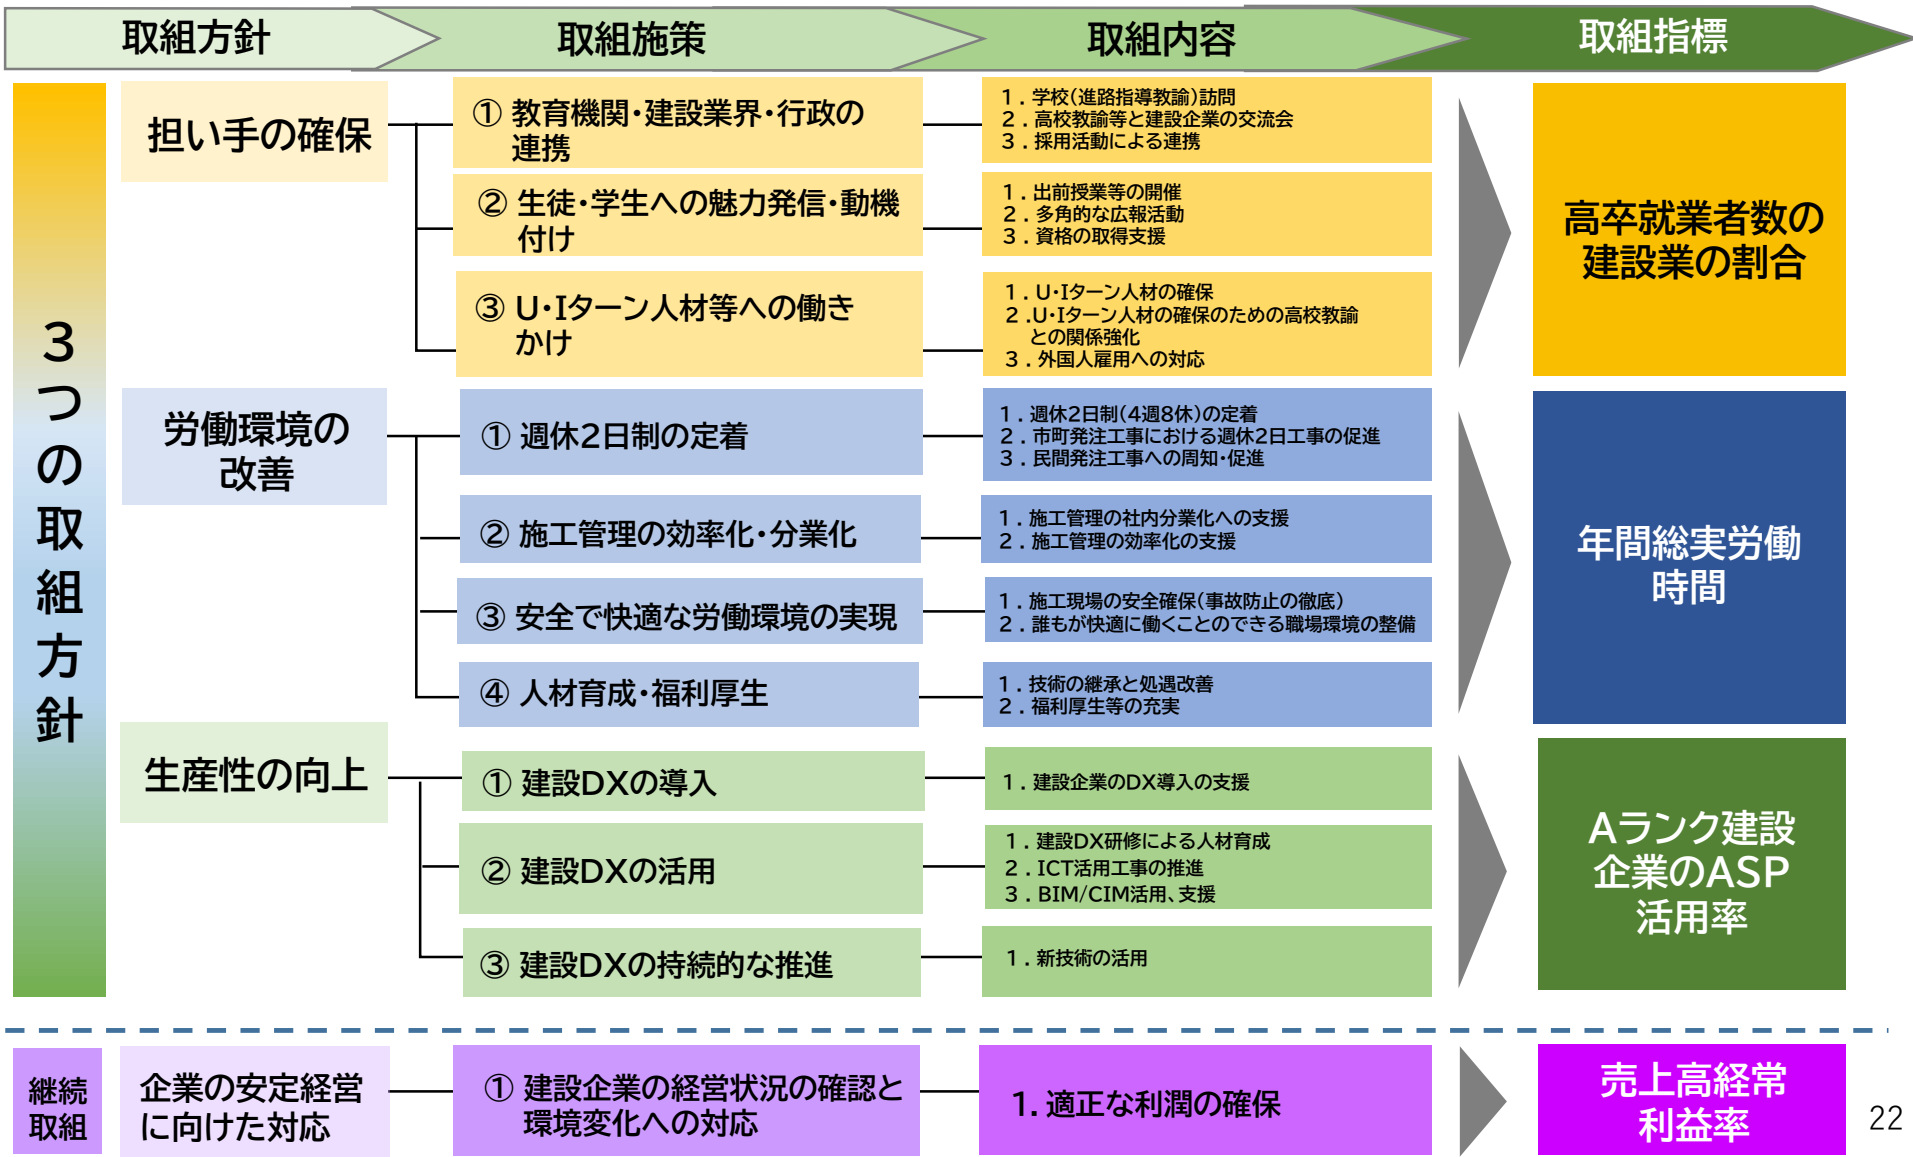 取組方針
取組施策
取組内容
取組指標
3つの取組方針
担い手の確保
① 教育機関・建設業界・行政の
連携
1．学校(進路指導教諭)訪問
2．高校教諭等と建設企業の交流会
3．採用活動による連携
② 生徒・学生への魅力発信・動機
付け
1．出前授業等の開催
2．多角的な広報活動
3．資格の取得支援
③ U・Iターン人材等への働き
かけ
1．U・Iターン人材の確保
2.U・Iターン人材の確保のための高校教諭
との関係強化
3．外国人雇用への対応
高卒就業者数の
建設業の割合
労働環境の
改善
① 週休2日制の定着
1．週休2日制(4週8休)の定着
2．市町発注工事における週休2日工事の促進
3．民間発注工事への周知・促進
② 施工管理の効率化・分業化
1．施工管理の社内分業化への支援
2．施工管理の効率化の支援
③ 安全で快適な労働環境の実現
1．施工現場の安全確保(事故防止の徹底)
2．誰もが快適に働くことのできる職場環境の整備
④ 人材育成・福利厚生
1．技術の継承と処遇改善
2．福利厚生等の充実
年間総実労働
時間
生産性の向上
① 建設DXの導入
1．建設企業のDX導入の支援
② 建設DXの活用
1．建設DX研修による人材育成
2．ICT活用工事の推進
3．BIM/CIM活用、支援
③ 建設DXの持続的な推進
1．新技術の活用
Aランク建設
企業のASP
活用率
継続
取組
企業の安定経営
に向けた対応
① 建設企業の経営状況の確認と
環境変化への対応
1．適正な利潤の確保
売上高経常
利益率
22